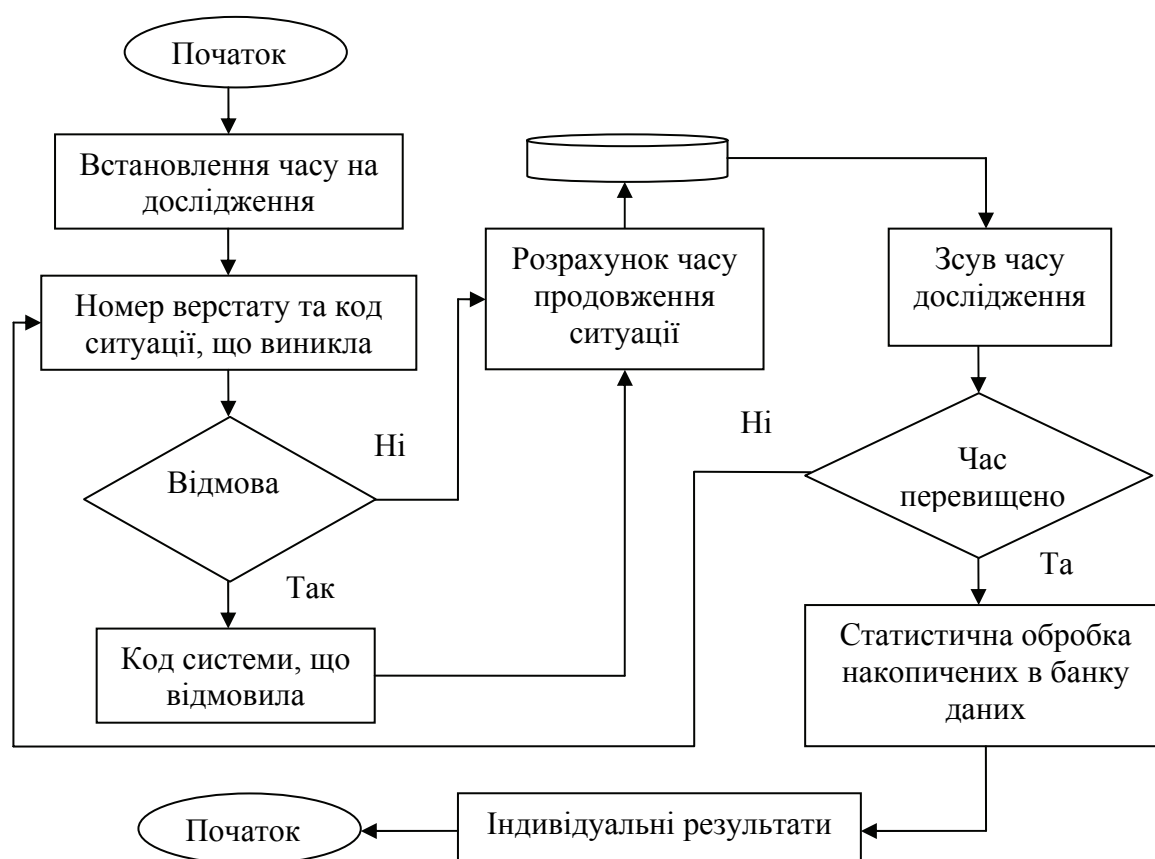 Початок
Встановлення часу на
дослідження
Номер верстату та код
ситуації, що виникла
Відмова
Ні
Так
Код системи, що
відмовила
Розрахунок часу
продовження
ситуації
Зсув часу
дослідження
Ні
Час
перевищено
Та
Статистична обробка
накопичених в банку
даних
Індивідуальні результати
Початок